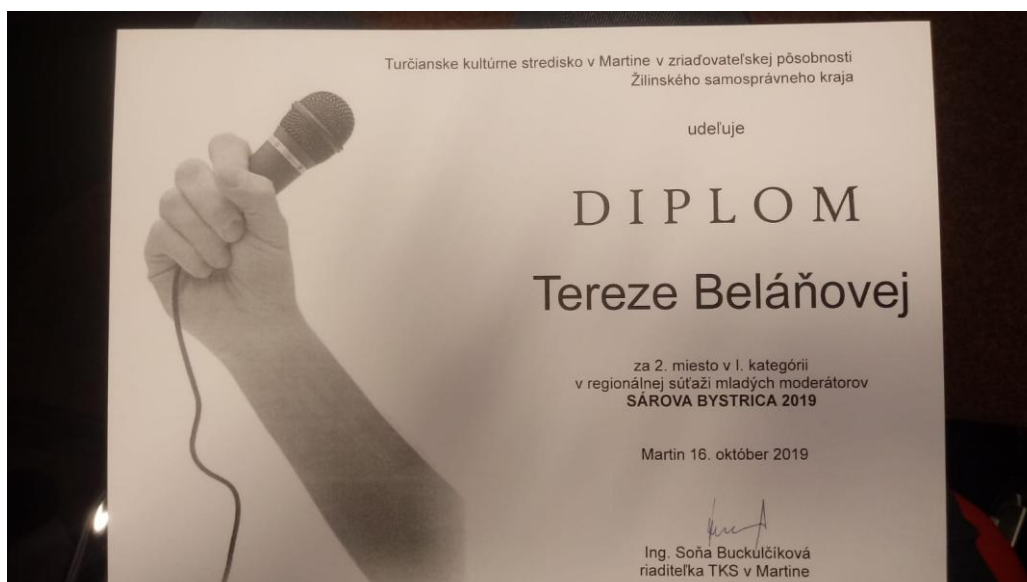 Turčianske kultúrne stredisko v Martine v zriaďovateľskej pôsobnosti
Žilinského samosprávneho kraja
udeľuje
DIPLOM
Tereze Beláňovej
za 2. miesto v I. kategórii
v regionálnej súťaži mladých moderátorov
SÁROVA BYSTRICA 2019
Martin 16. október 2019
Ing. Soňa Buckulčíková
riaditeľka TKS v Martine